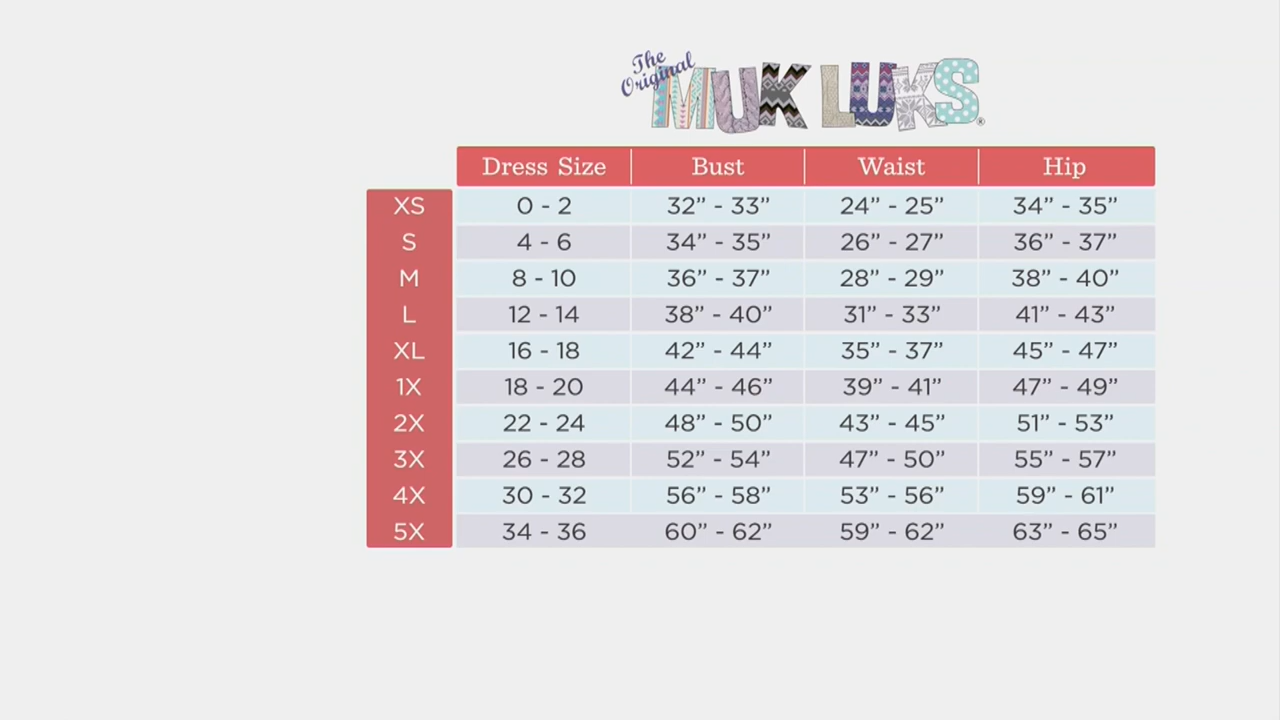 The Original MUK LUKS®
Dress Size Bust Waist Hip
XS 0 - 2 32” - 33” 24” - 25” 34” - 35”
S 4 - 6 34” - 35” 26” - 27” 36” - 37”
M 8 - 10 36” - 37” 28” - 29” 38” - 40”
L 12 - 14 38” - 40” 31” - 33” 41” - 43”
XL 16 - 18 42” - 44” 35” - 37” 45” - 47”
1X 18 - 20 44” - 46” 39” - 41” 47” - 49”
2X 22 - 24 48” - 50” 43” - 45” 51” - 53”
3X 26 - 28 52” - 54” 47” - 50” 55” - 57”
4X 30 - 32 56” - 58” 53” - 56” 59” - 61”
5X 34 - 36 60” - 62” 59” - 62” 63” - 65”